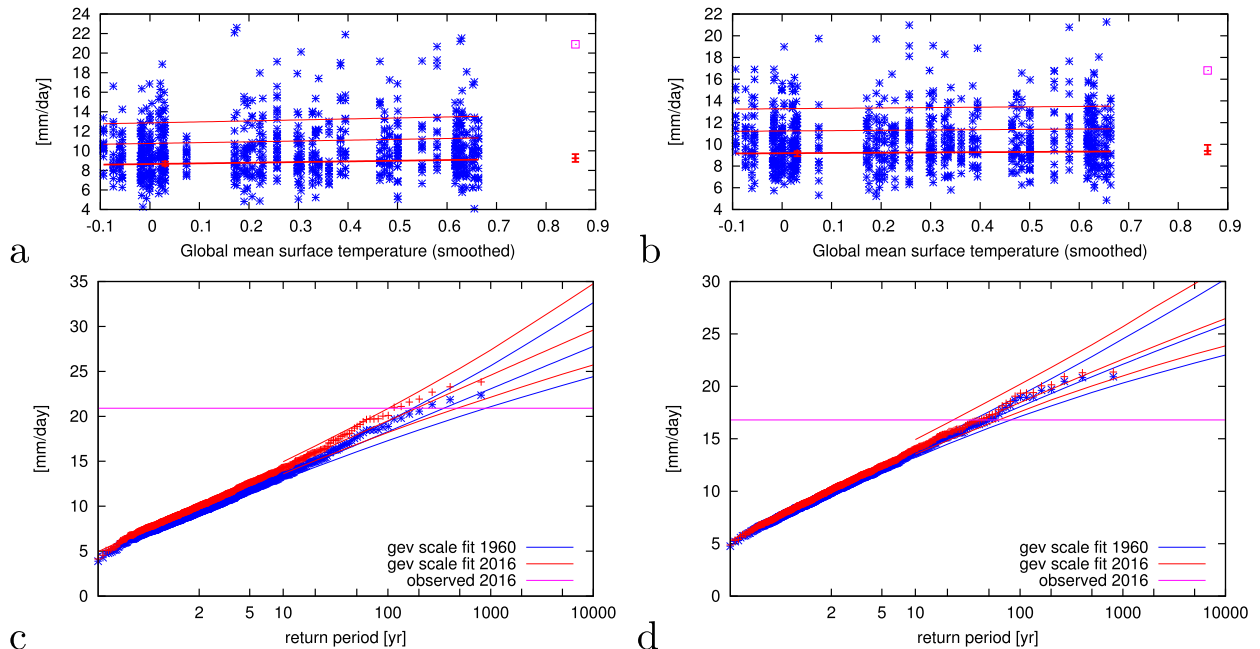 24
22
20
18
16
14
12
10
8
6
4
[mm/day]
-0.1 0 0.1 0.2 0.3 0.4 0.5 0.6 0.7 0.8 0.9
Global mean surface temperature (smoothed)
a
22
20
18
16
14
12
10
8
6
4
[mm/day]
-0.1 0 0.1 0.2 0.3 0.4 0.5 0.6 0.7 0.8 0.9
Global mean surface temperature (smoothed)
b
35
30
25
20
15
10
5
0
[mm/day]
gev scale fit 1960
gev scale fit 2016
observed 2016
2 5 10 100 1000 10000
return period [yr]
c
30
25
20
15
10
5
0
[mm/day]
gev scale fit 1960
gev scale fit 2016
observed 2016
2 5 10 100 1000 10000
return period [yr]
d